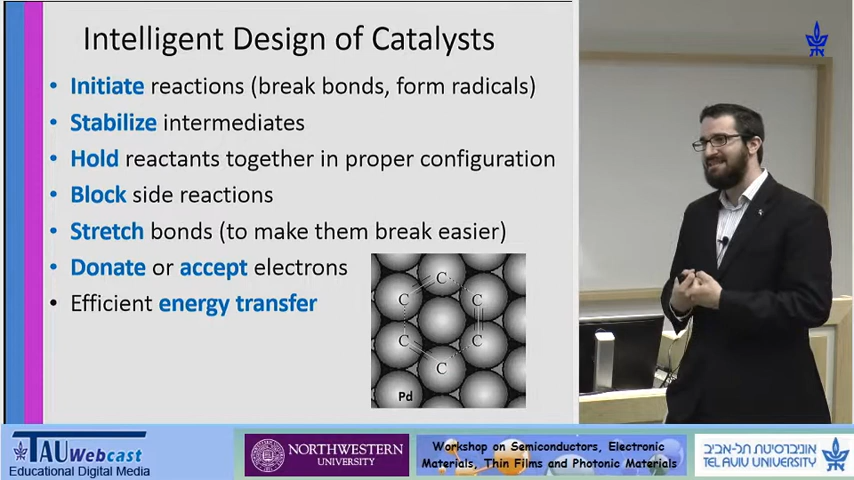 Intelligent Design of Catalysts
• Initiate reactions (break bonds, form radicals)
• Stabilize intermediates
• Hold reactants together in proper configuration
• Block side reactions
• Stretch bonds (to make them break easier)
• Donate or accept electrons
• Efficient energy transfer
C
C
C
C
C
C
Pd
TAU Webcast
Educational Digital Media
NORTHWESTERN
UNIVERSITY
Workshop on Semiconductors, Electronic
Materials, Thin Films and Photonic Materials
אוניברסיטת תל-אביב
TEL AVIV UNIVERSITY